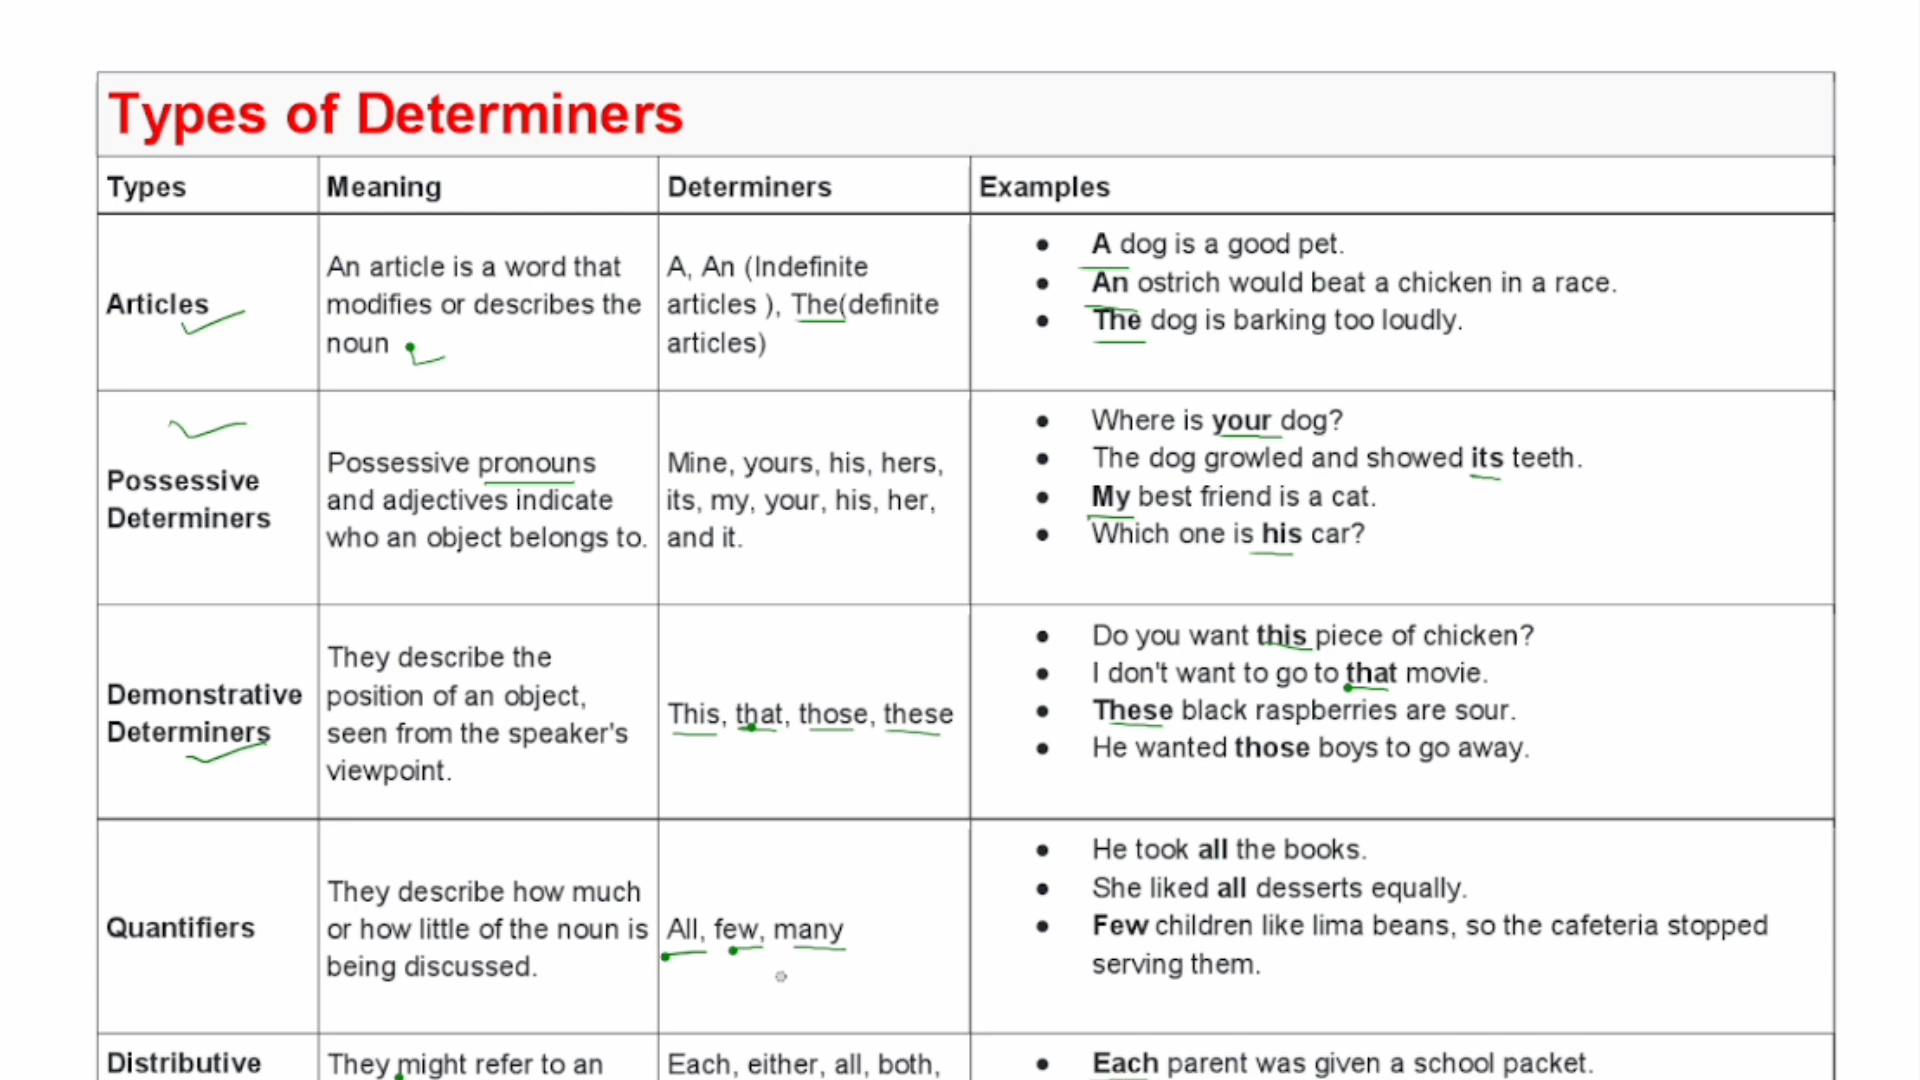 Types of Determiners
Types Meaning Determiners Examples
Articles
An article is a word that
modifies or describes the
noun
A, An (Indefinite
articles ), The(definite
articles)
● A dog is a good pet.
● An ostrich would beat a chicken in a race.
● The dog is barking too loudly.
Possessive
Determiners
Possessive pronouns
and adjectives indicate
who an object belongs to.
Mine, yours, his, hers,
its, my, your, his, her,
and it.
● Where is your dog?
● The dog growled and showed its teeth.
● My best friend is a cat.
● Which one is his car?
Demonstrative
Determiners
They describe the
position of an object,
seen from the speaker's
viewpoint.
This, that, those, these
● Do you want this piece of chicken?
● I don't want to go to that movie.
● These black raspberries are sour.
● He wanted those boys to go away.
Quantifiers
They describe how much
or how little of the noun is
being discussed.
All, few, many
● He took all the books.
● She liked all desserts equally.
● Few children like lima beans, so the cafeteria stopped
serving them.
Distributive
They might refer to an
Each, either, all, both,
● Each parent was given a school packet.